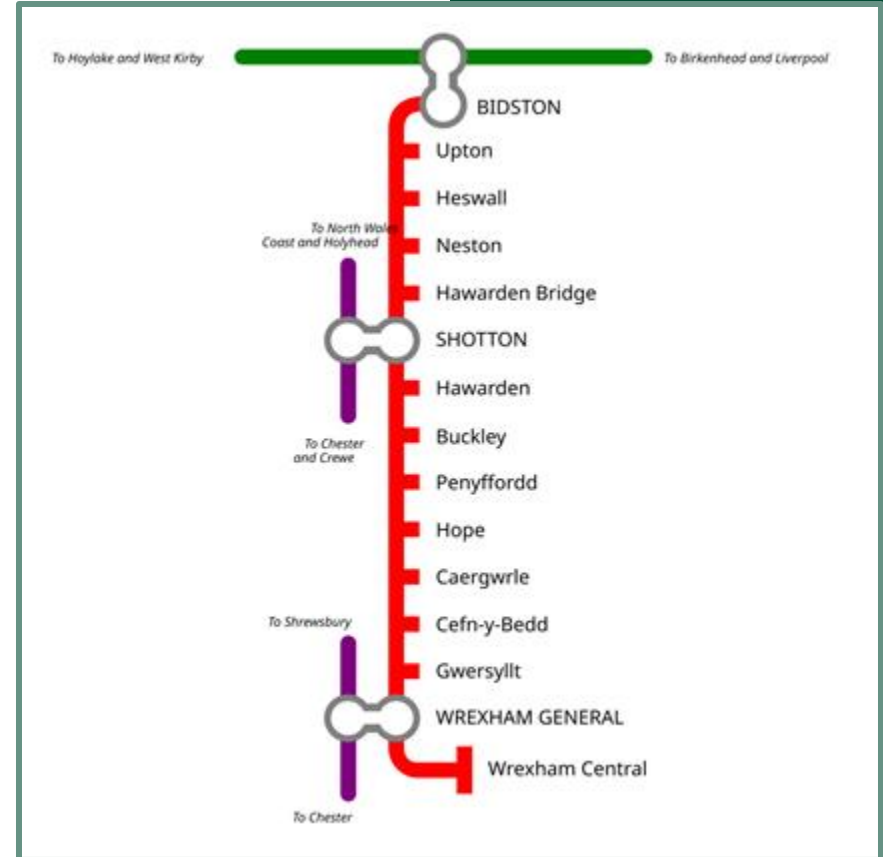 To Hoylake and West Kirby
To Birkenhead and Liverpool
BIDSTON
Upton
Heswall
To North Wales
Coast and Holyhead
Neston
Hawarden Bridge
SHOTTON
Hawarden
To Chester
and Crewe
Buckley
Penyffordd
Hope
Caergwrle
To Shrewsbury
Cefn-y-Bedd
Gwersyllt
WREXHAM GENERAL
Wrexham Central
To Chester